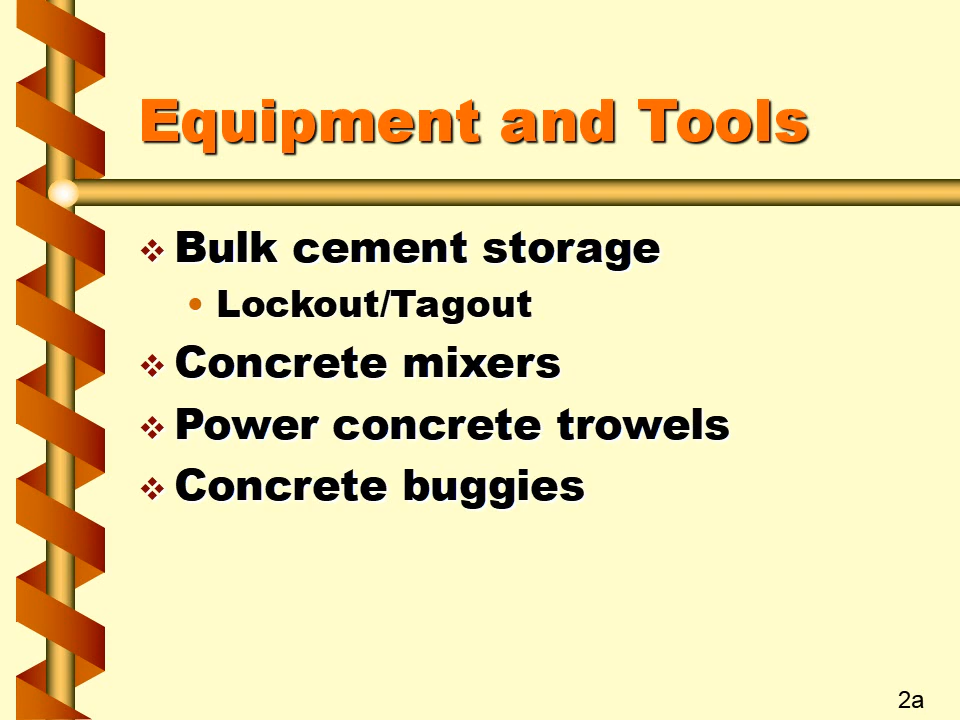 Equipment and Tools
❖ Bulk cement storage
• Lockout/Tagout
❖ Concrete mixers
❖ Power concrete trowels
❖ Concrete buggies
2a